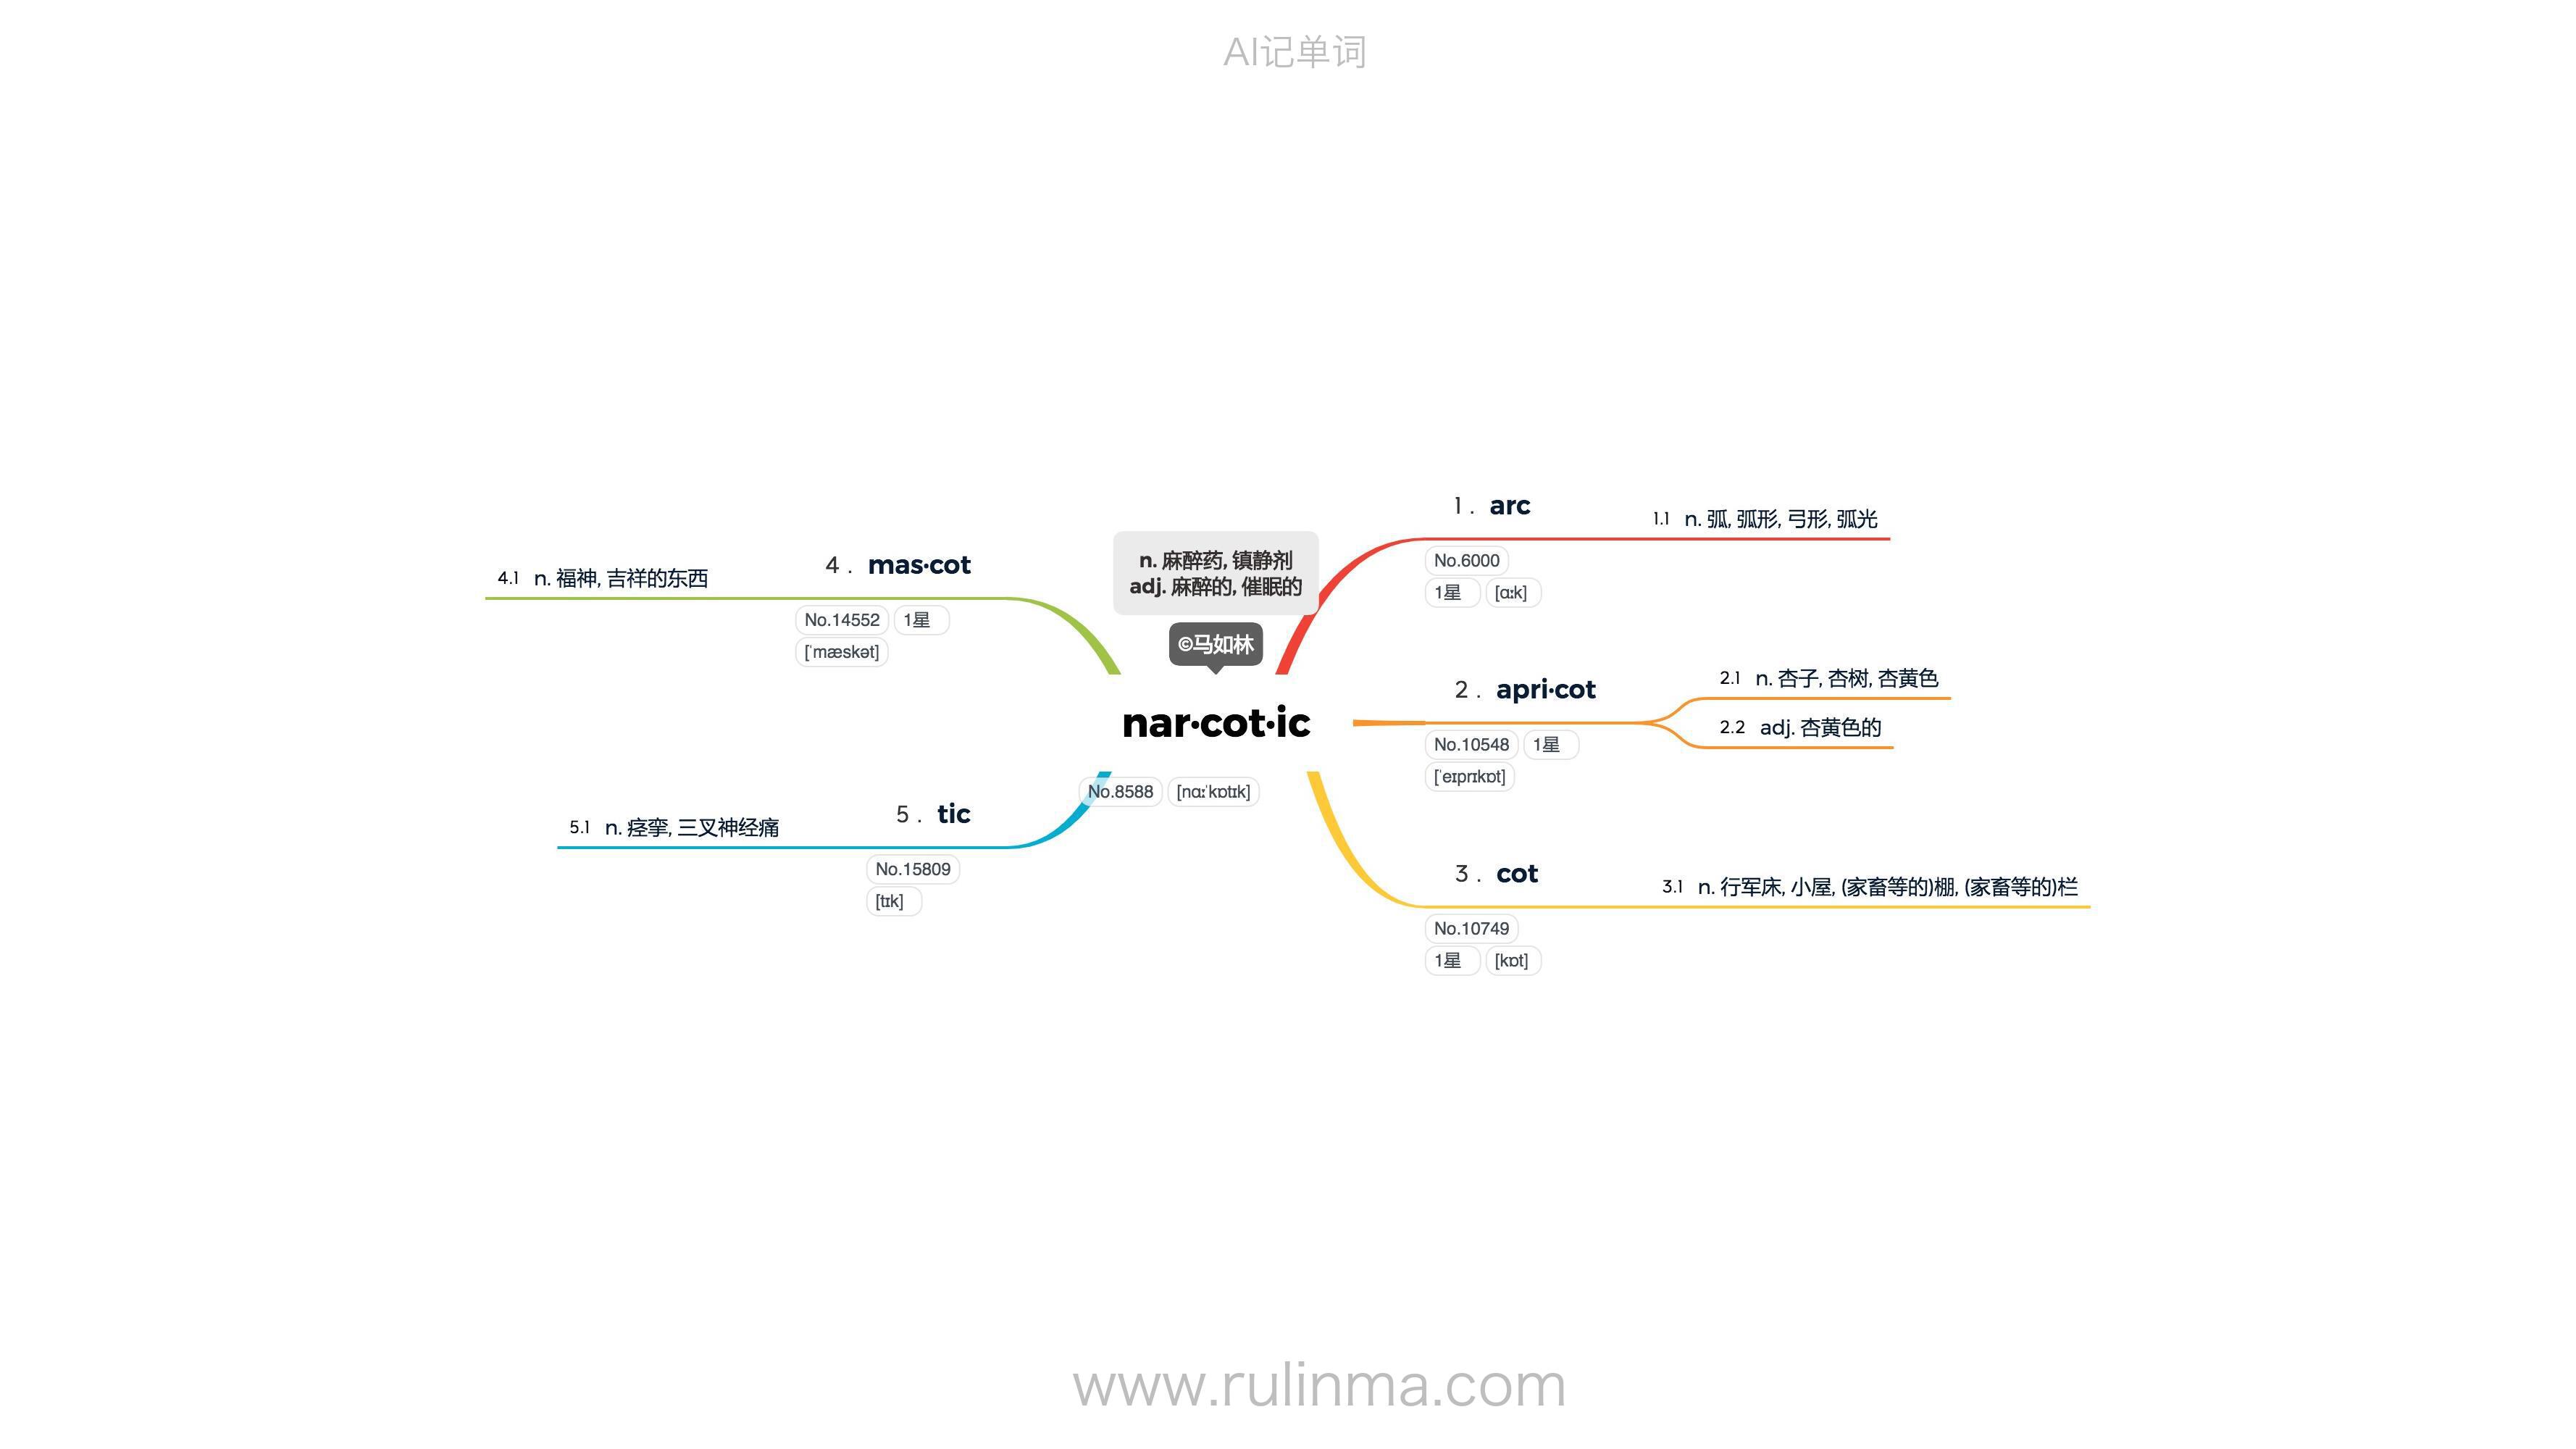 AI记单词
n. 麻醉药, 镇静剂
adj. 麻醉的, 催眠的
©马如林
nar·cot·ic
No.8588 [nɑːˈkɒtɪk]
1. arc
No.6000
1星 [ɑːk]
1.1 n. 弧, 弧形, 弓形, 弧光
2. apri·cot
No.10548 1星
[ˈeɪprɪkɒt]
2.1 n. 杏子, 杏树, 杏黄色
2.2 adj. 杏黄色的
3. cot
No.10749
1星 [kɒt]
3.1 n. 行军床, 小屋, (家畜等的)棚, (家畜等的)栏
4. mas·cot
No.14552 1星
[ˈmæskət]
4.1 n. 福神, 吉祥的东西
5. tic
No.15809
[tɪk]
5.1 n. 痉挛, 三叉神经痛
www.rulinma.com